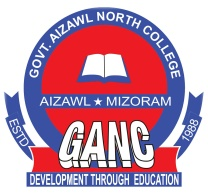 GOVT. AIZAWL NORTH COLLEGE
AIZAWL ★ MIZORAM
ESTD
1988
GANC
DEVELOPMENT THROUGH EDUCATION